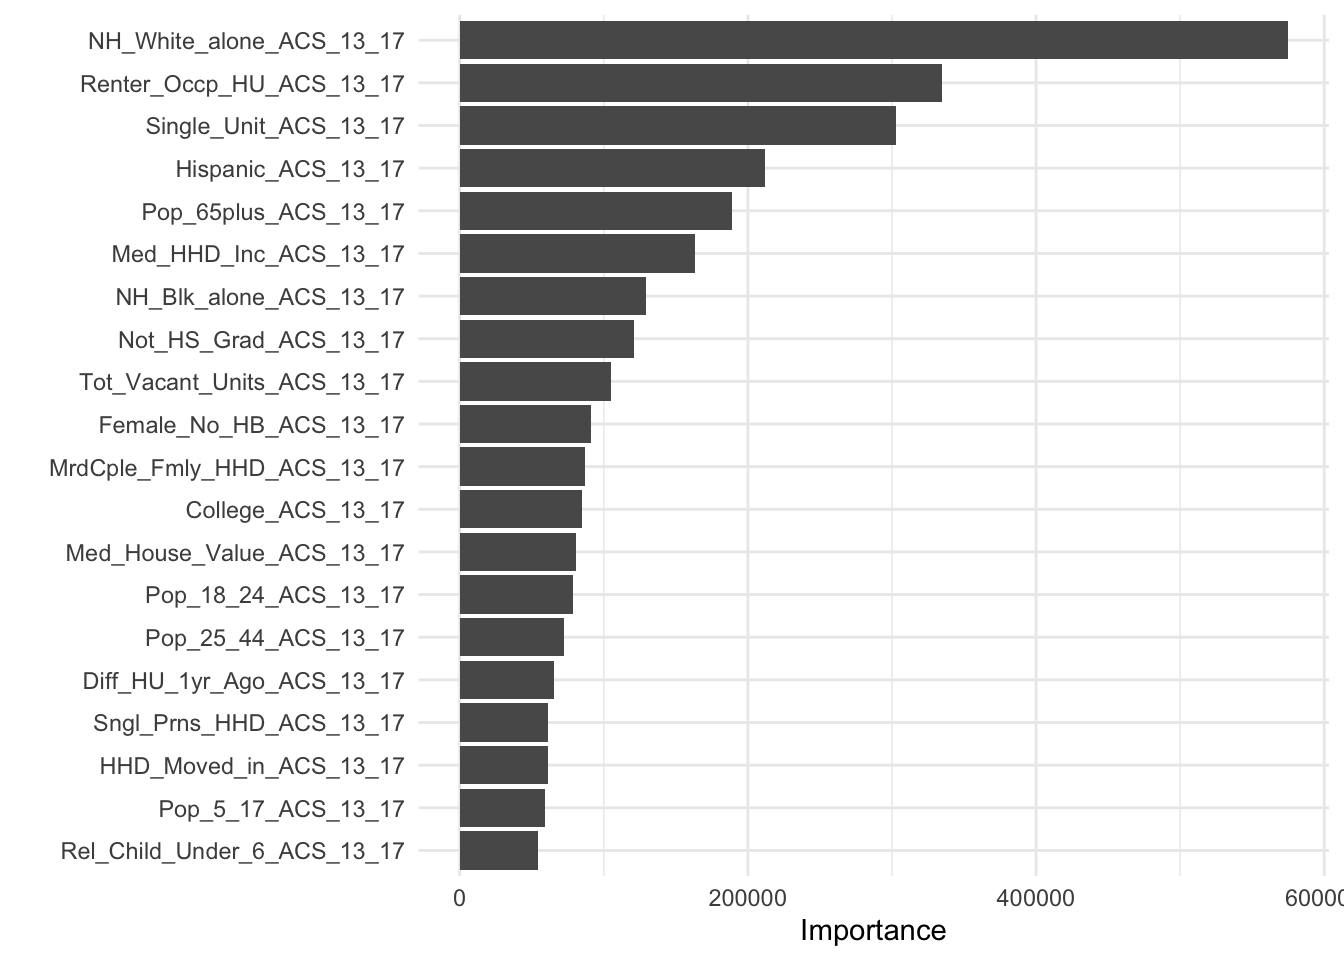 NH_White_alone_ACS_13_17
Renter_Occp_HU_ACS_13_17
Single_Unit_ACS_13_17
Hispanic_ACS_13_17
Pop_65plus_ACS_13_17
Med_HHD_Inc_ACS_13_17
NH_Blk_alone_ACS_13_17
Not_HS_Grad_ACS_13_17
Tot_Vacant_Units_ACS_13_17
Female_No_HB_ACS_13_17
MrdCple_Fmly_HHD_ACS_13_17
College_ACS_13_17
Med_House_Value_ACS_13_17
Pop_18_24_ACS_13_17
Pop_25_44_ACS_13_17
Diff_HU_1yr_Ago_ACS_13_17
Sngl_Prns_HHD_ACS_13_17
HHD_Moved_in_ACS_13_17
Pop_5_17_ACS_13_17
Rel_Child_Under_6_ACS_13_17
0 200000 400000 60000
Importance